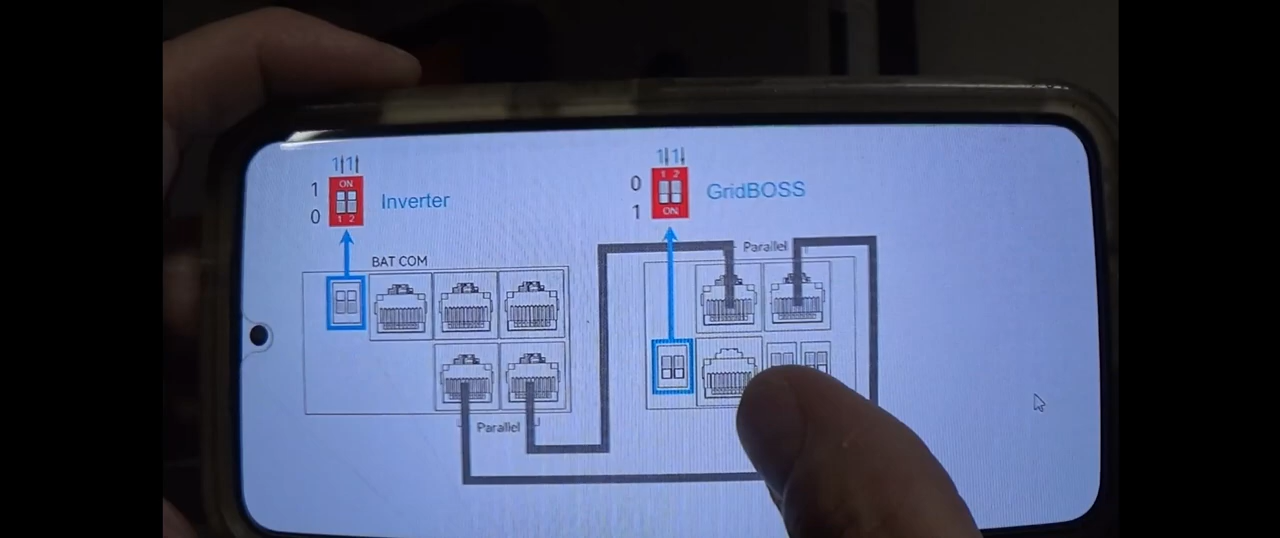 1 1
ON
1
0
1 2
Inverter
1 1
1 2
0
1
ON
GridBOSS
BAT COM
Parallel
Parallel